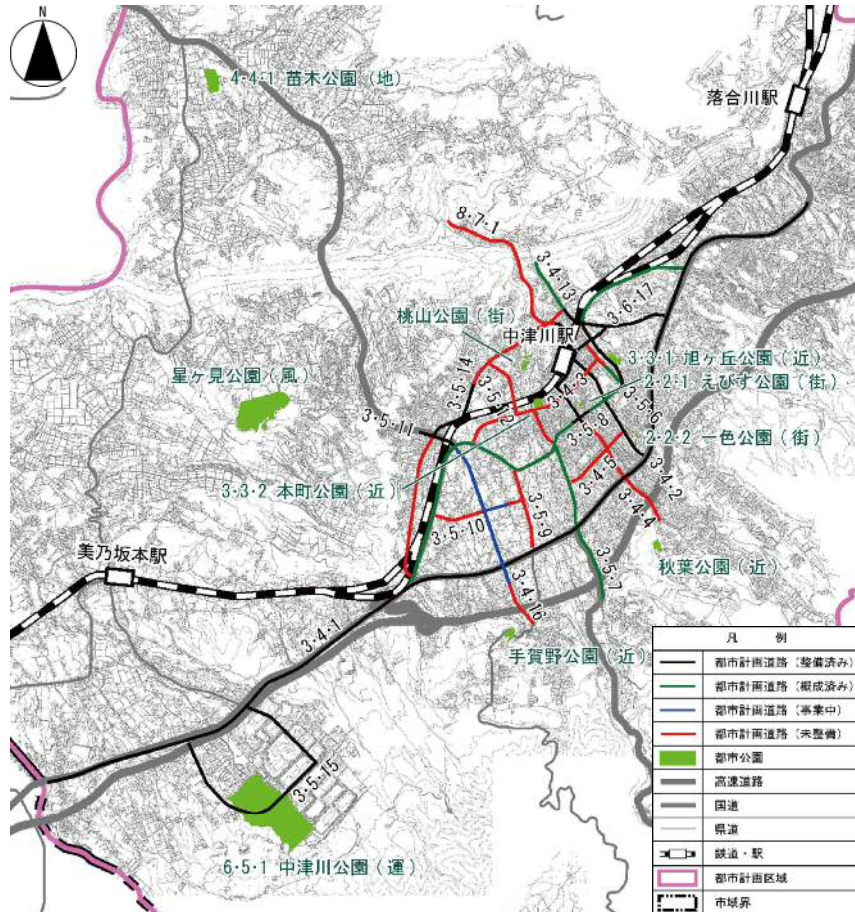 N
4・4・1 苗木公園（地）
落合川駅
8・7・1
3・4・13
3・6・17
桃山公園（街）
中津川駅
3・3・1 旭ヶ丘公園（近）
星ヶ見公園（風）
3・5・14
3・5・12
3・4・3
2・2・1 えびす公園（街）
3・5・6
3・5・11
3・5・8
2・2・2 一色公園（街）
3・4・5
3・4・2
3・3・2 本町公園（近）
3・4・4
3・5・10
3・5・9
美乃坂本駅
秋葉公園（近）
3・5・7
3・4・16
3・4・1
手賀野公園（近）
3・5・15
6・5・1 中津川公園（運）
凡 例
都市計画道路（整備済み）
都市計画道路（概成済み）
都市計画道路（事業中）
都市計画道路（未整備）
都市公園
高速道路
国道
県道
鉄道・駅
都市計画区域
市域界